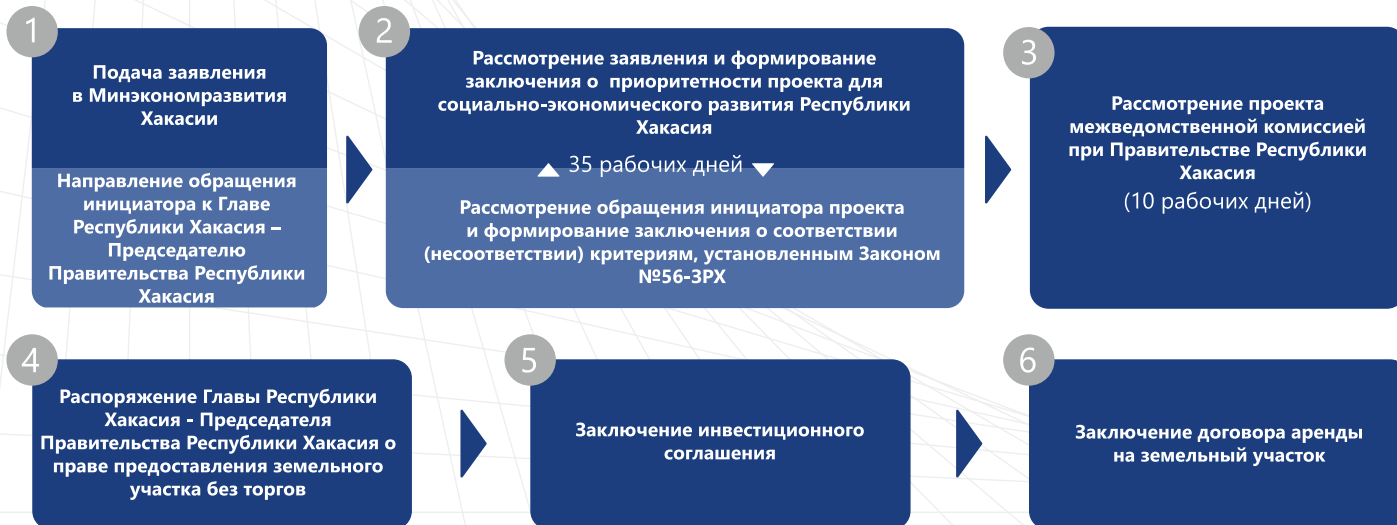 1
Подача заявления
в Минэкономразвития
Хакасии
Направление обращения
инициатора к Главе
Республики Хакасия –
Председателю
Правительства Республики
Хакасия
2
Рассмотрение заявления и формирование
заключения о приоритетности проекта для
социально-экономического развития Республики
Хакасия
35 рабочих дней
Рассмотрение обращения инициатора проекта
и формирование заключения о соответствии
(несоответствии) критериям, установленным Законом
№56-ЗРХ
3
Рассмотрение проекта
межведомственной комиссией
при Правительстве Республики
Хакасия
(10 рабочих дней)
4
Распоряжение Главы Республики
Хакасия - Председателя
Правительства Республики Хакасия о
праве предоставления земельного
участка без торгов
5
Заключение инвестиционного
соглашения
6
Заключение договора аренды
на земельный участок